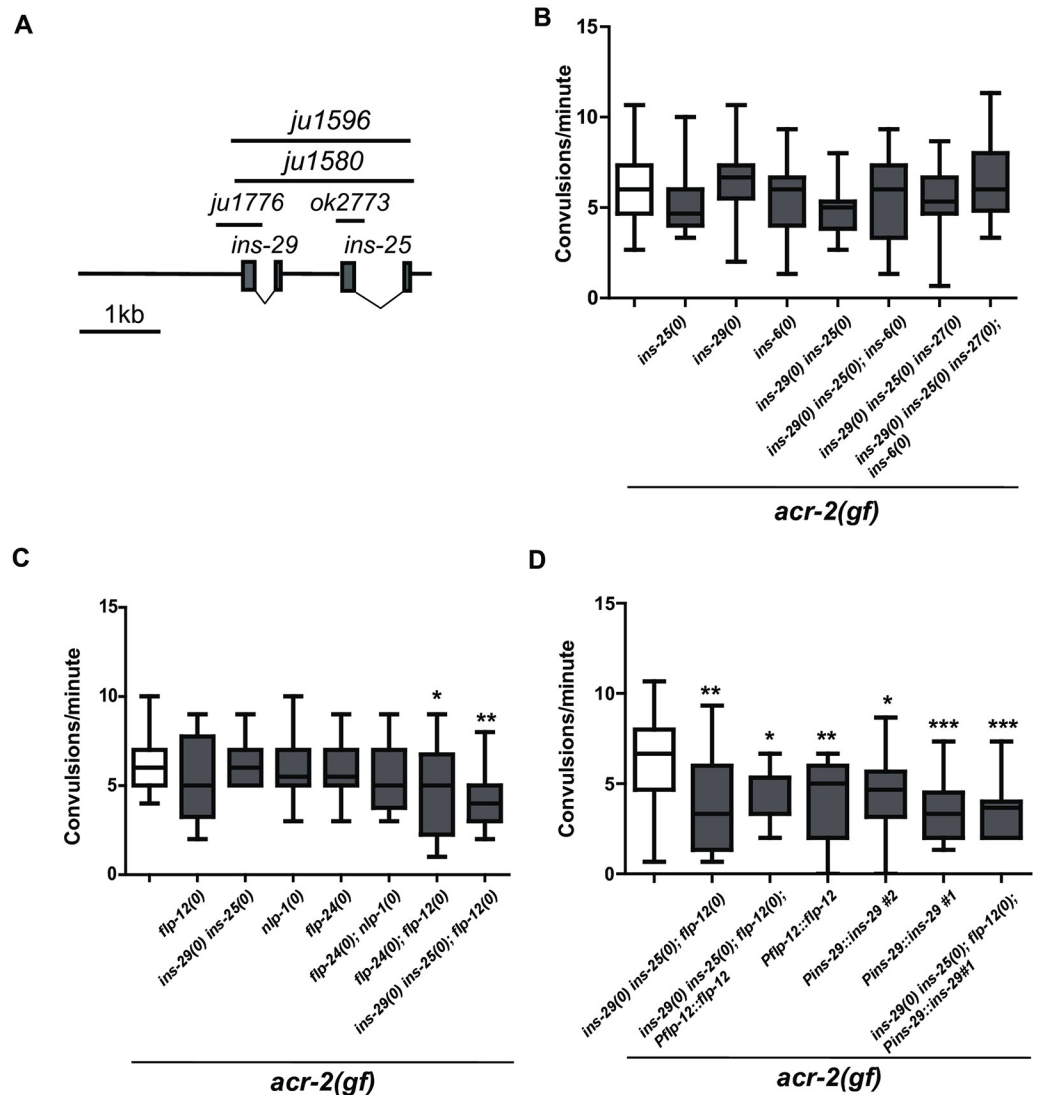 A
ju1596
ju1580
ju1776 ok2773
ins-29 ins-25
1kb
B
Convulsions/minute
15
10
5
0
ins-25(0)
ins-29(0)
ins-6(0)
ins-29(0) ins-25(0)
ins-29(0) ins-25(0); ins-6(0)
ins-29(0) ins-25(0) ins-27(0)
ins-29(0) ins-25(0) ins-27(0);
ins-6(0)
acr-2(gf)
C
Convulsions/minute
15
10
5
0
*
**
flp-12(0)
ins-29(0) ins-25(0)
nlp-1(0)
flp-24(0)
flp-24(0); nlp-1(0)
flp-24(0); flp-12(0)
ins-29(0) ins-25(0); flp-12(0)
acr-2(gf)
D
Convulsions/minute
15
10
5
0
**
*
**
*
***
***
ins-29(0) ins-25(0); flp-12(0)
ins-29(0) ins-25(0); flp-12(0);
Pflp-12::flp-12
Pflp-12::flp-12
Pins-29::ins-29 #2
Pins-29::ins-29 #1
ins-29(0) ins-25(0); flp-12(0);
Pins-29::ins-29#1
acr-2(gf)